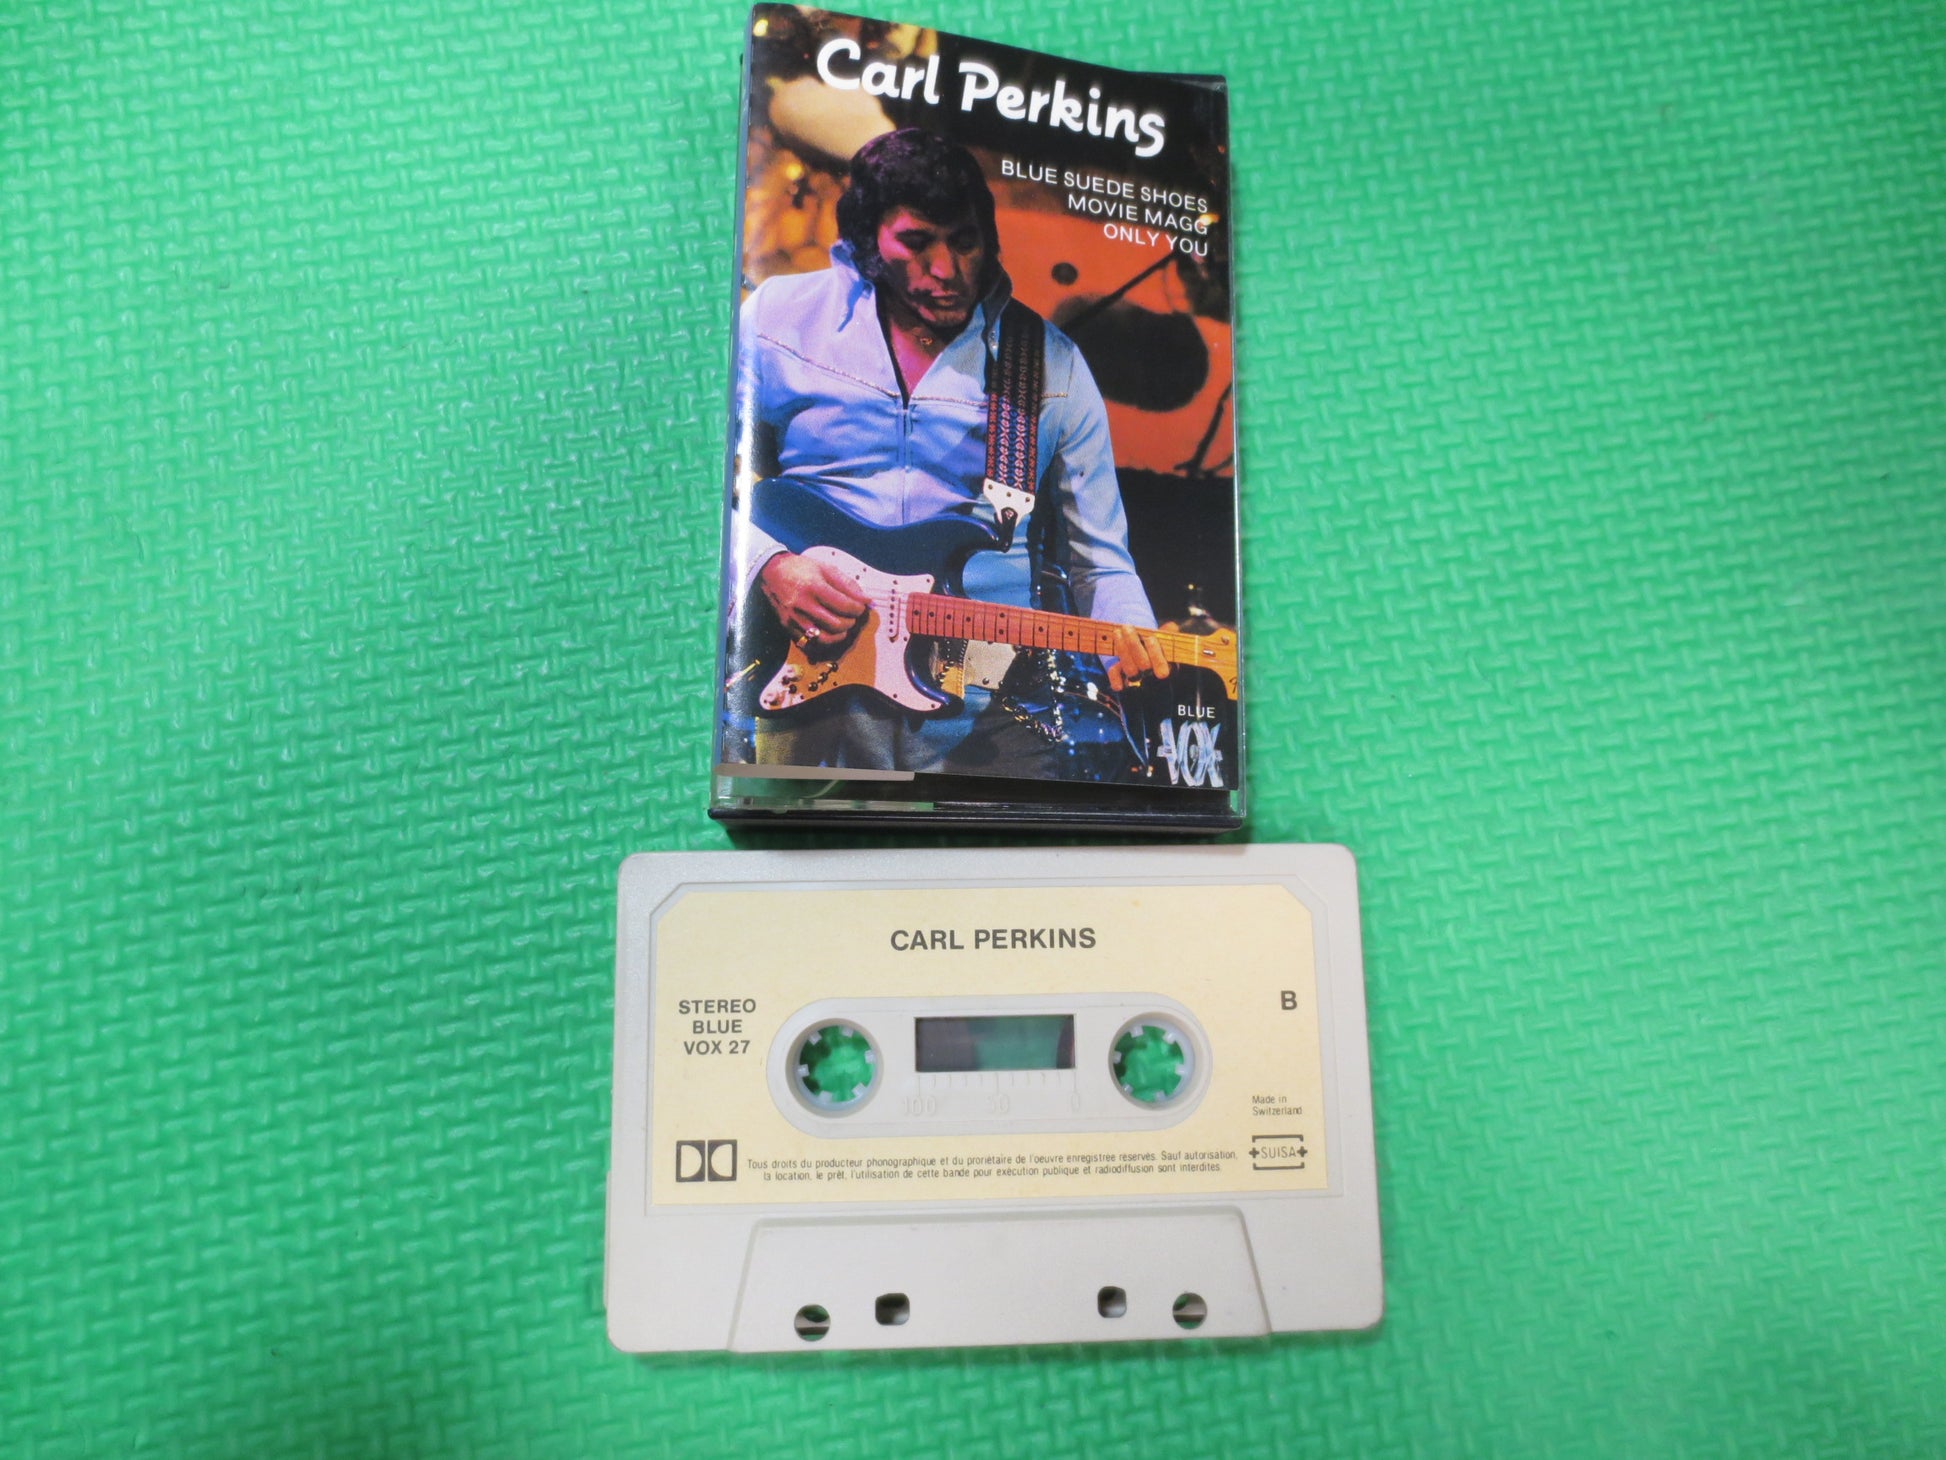 Carl Perkins
BLUE SUEDE SHOES
MOVIE MAGG
ONLY YOU
BLUE
VOX
CARL PERKINS
STEREO
BLUE
VOX 27
B
100 50 0
Made in
Switzerland
SUISA
Tous droits du producteur phonographique et du proriétaire de l'oeuvre enregistree reservés. Sauf autorisation,
la location, le prêt, l'utilisation de cette bande pour exécution publique et radiodiffusion sont interdites.